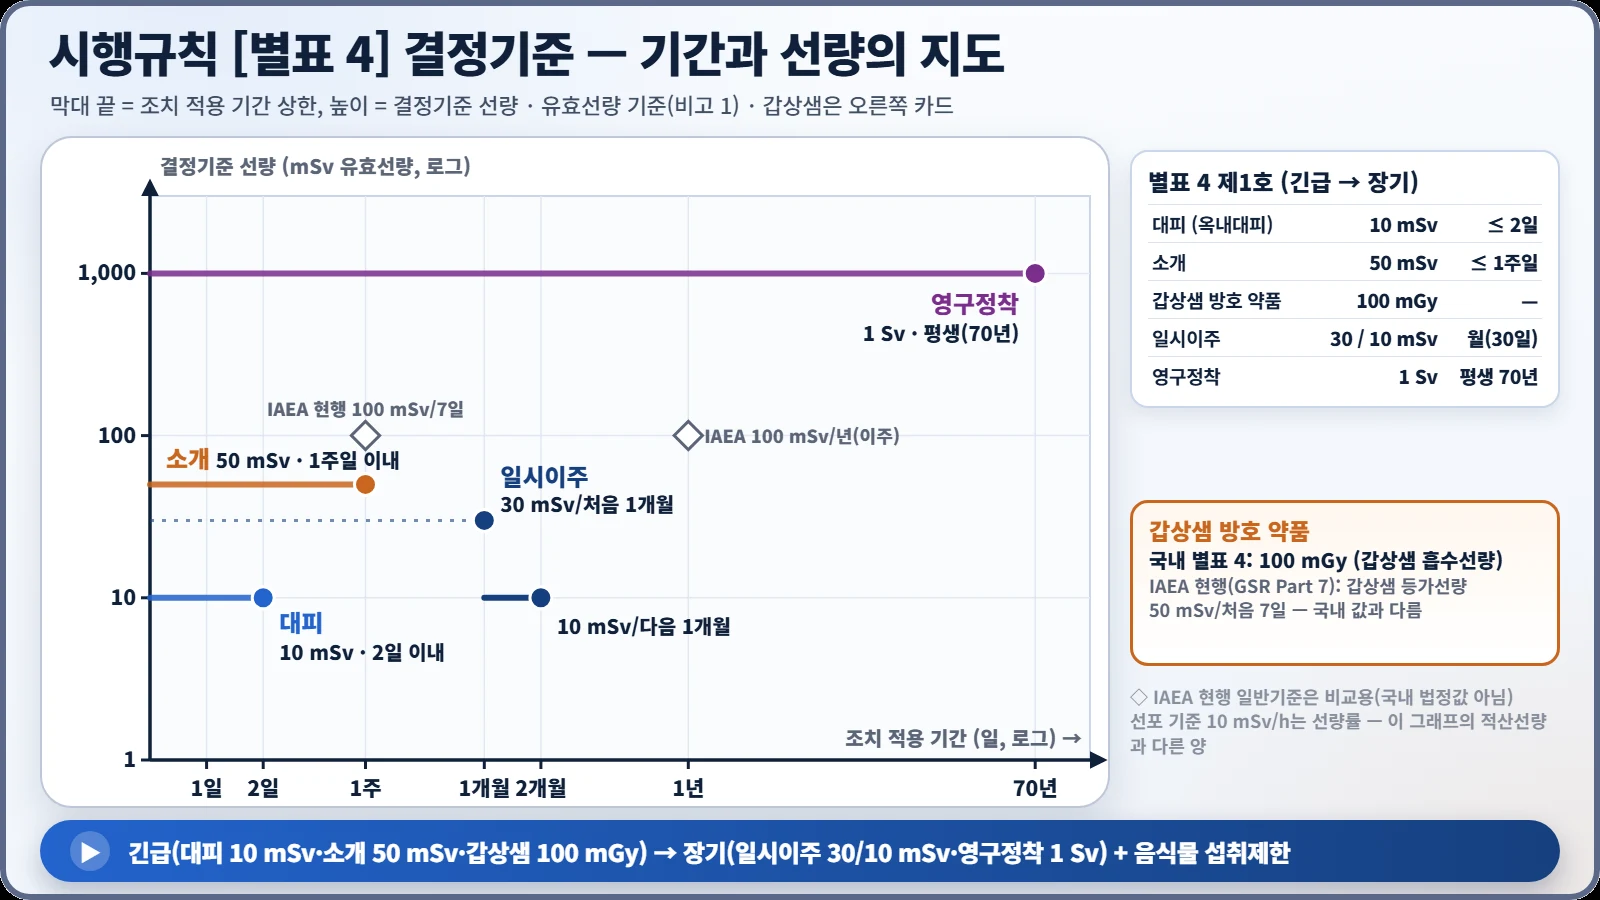 시행규칙 [별표 4] 결정기준 — 기간과 선량의 지도
막대 끝 = 조치 적용 기간 상한, 높이 = 결정기준 선량 · 유효선량 기준(비고 1) · 갑상샘은 오른쪽 카드
결정기준 선량 (mSv 유효선량, 로그)
1,000
영구정착
1 Sv · 평생(70년)
IAEA 현행 100 mSv/7일
100
IAEA 100 mSv/년(이주)
소개 50 mSv · 1주일 이내
일시이주
30 mSv/처음 1개월
10
대피
10 mSv · 2일 이내
10 mSv/다음 1개월
조치 적용 기간 (일, 로그) →
1
1일 2일 1주 1개월 2개월 1년 70년
별표 4 제1호 (긴급 → 장기)
대피 (옥내대피) 10 mSv ≤ 2일
소개 50 mSv ≤ 1주일
갑상샘 방호 약품 100 mGy —
일시이주 30 / 10 mSv 월(30일)
영구정착 1 Sv 평생 70년
갑상샘 방호 약품
국내 별표 4: 100 mGy (갑상샘 흡수선량)
IAEA 현행(GSR Part 7): 갑상샘 등가선량
50 mSv/처음 7일 — 국내 값과 다름
◇ IAEA 현행 일반기준은 비교용(국내 법정값 아님)
선포 기준 10 mSv/h는 선량률 — 이 그래프의 적산선량
과 다른 양
긴급(대피 10 mSv·소개 50 mSv·갑상샘 100 mGy) → 장기(일시이주 30/10 mSv·영구정착 1 Sv) + 음식물 섭취제한